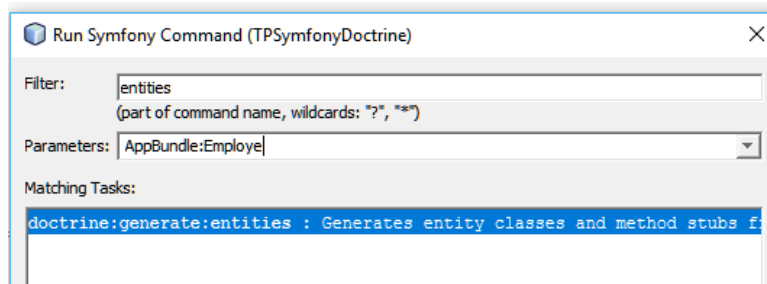 Run Symfony Command (TPSymfonyDoctrine)
Filter: entities
(part of command name, wildcards: "?", "*")
Parameters: AppBundle:Employe
Matching Tasks:
doctrine:generate:entities : Generates entity classes and method stubs